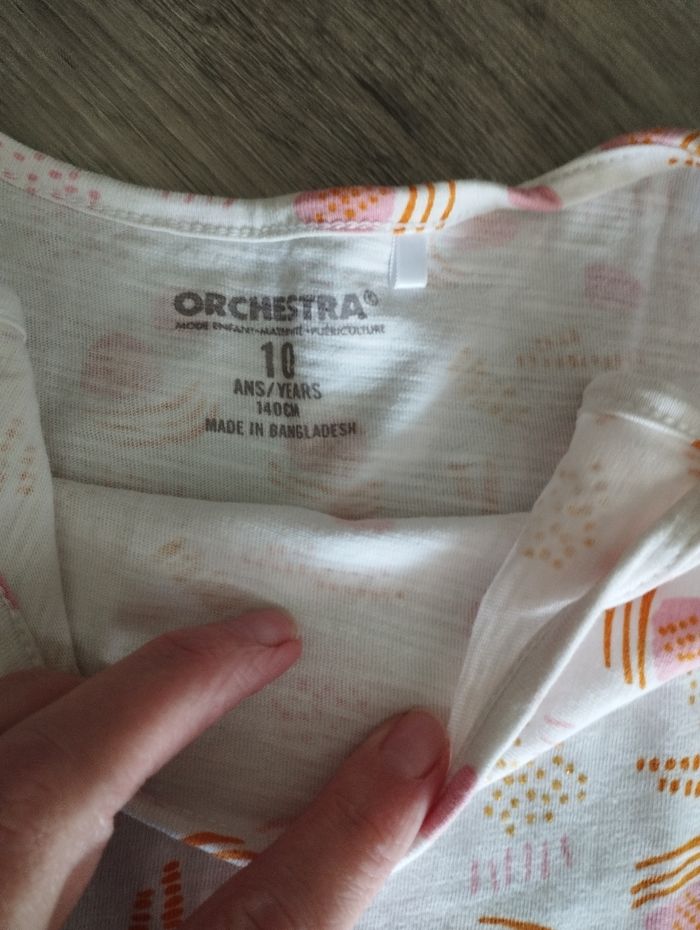 ORCHESTRA®
MODE ENFANT•MATERNITÉ•PUÉRICULTURE
10
ANS/YEARS
140CM
MADE IN BANGLADESH